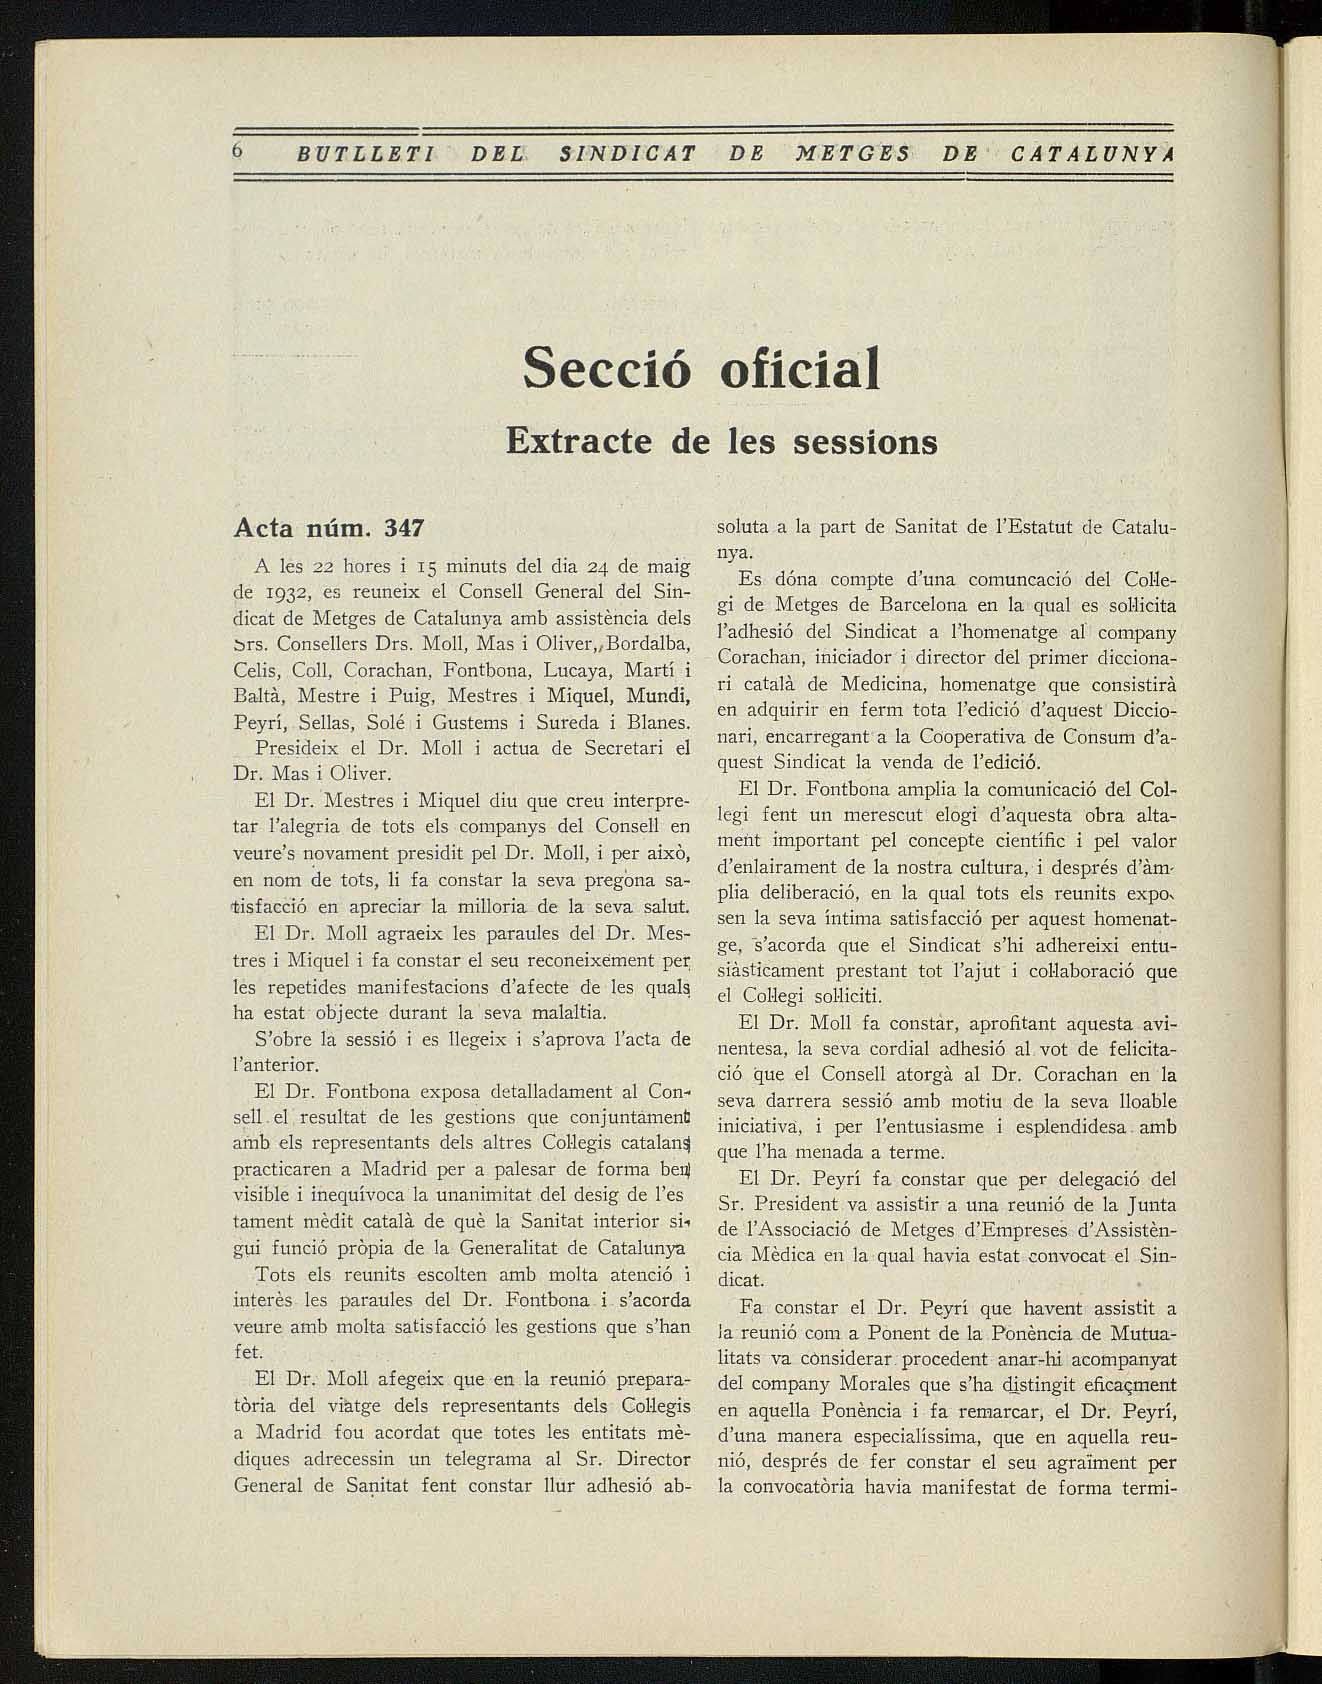 6 BUTLLETI DEL SINDICAT DE METGES DE CATALUNYA
Secció oficial
Extracte de les sessions
Acta núm. 347
A les 22 hores i 15 minuts del dia 24 de maig
de 1932, es reuneix el Consell General del Sin-
dicat de Metges de Catalunya amb assistència dels
Srs. Consellers Drs. Moll, Mas i Oliver, Bordalba,
Celis, Coll, Corachan, Fontbona, Lucaya, Martí i
Baltà, Mestre i Puig, Mestres i Miquel, Mundi,
Peyrí, Sellas, Solé i Gustems i Sureda i Blanes.
Presideix el Dr. Moll i actua de Secretari el
Dr. Mas i Oliver.
El Dr. Mestres i Miquel diu que creu interpre-
tar l'alegria de tots els companys del Consell en
veure's novament presidit pel Dr. Moll, i per això,
en nom de tots, li fa constar la seva pregona sa-
tisfacció en apreciar la milloria de la seva salut.
El Dr. Moll agraeix les paraules del Dr. Mes-
tres i Miquel i fa constar el seu reconeixement per
les repetides manifestacions d'afecte de les quals
ha estat objecte durant la seva malaltia.
S'obre la sessió i es llegeix i s'aprova l'acta de
l'anterior.
El Dr. Fontbona exposa detalladament al Con-
sell el resultat de les gestions que conjuntament
amb els representants dels altres Col·legis catalans
practicaren a Madrid per a palesar de forma ben
visible i inequívoca la unanimitat del desig de l'es
tament mèdit català de què la Sanitat interior si-
gui funció pròpia de la Generalitat de Catalunya
Tots els reunits escolten amb molta atenció i
interès les paraules del Dr. Fontbona i s'acorda
veure amb molta satisfacció les gestions que s'han
fet.
El Dr. Moll afegeix que en la reunió prepara-
tòria del viatge dels representants dels Col·legis
a Madrid fou acordat que totes les entitats mè-
diques adrecessin un telegrama al Sr. Director
General de Sanitat fent constar llur adhesió ab-
soluta a la part de Sanitat de l'Estatut de Catalu-
nya.
Es dóna compte d'una comuncació del Col·le-
gi de Metges de Barcelona en la qual es sol·licita
l'adhesió del Sindicat a l'homenatge al company
Corachan, iniciador i director del primer dicciona-
ri català de Medicina, homenatge que consistirà
en adquirir en ferm tota l'edició d'aquest Diccio-
nari, encarregant a la Cooperativa de Consum d'a-
quest Sindicat la venda de l'edició.
El Dr. Fontbona amplia la comunicació del Col-
legi fent un merescut elogi d'aquesta obra alta-
ment important pel concepte científic i pel valor
d'enlairament de la nostra cultura, i després d'àm-
plia deliberació, en la qual tots els reunits expo-
sen la seva íntima satisfacció per aquest homenat-
ge, s'acorda que el Sindicat s'hi adhereixi entu-
siàsticament prestant tot l'ajut i col·laboració que
el Col·legi sol·liciti.
El Dr. Moll fa constar, aprofitant aquesta avi-
nentesa, la seva cordial adhesió al vot de felicita-
ció que el Consell atorgà al Dr. Corachan en la
seva darrera sessió amb motiu de la seva lloable
iniciativa, i per l'entusiasme i esplendidesa amb
que l'ha menada a terme.
El Dr. Peyrí fa constar que per delegació del
Sr. President va assistir a una reunió de la Junta
de l'Associació de Metges d'Empreses d'Assistèn-
cia Mèdica en la qual havia estat convocat el Sin-
dicat.
Fa constar el Dr. Peyrí que havent assistit a
la reunió com a Ponent de la Ponència de Mutua-
litats va considerar procedent anar-hi acompanyat
del company Morales que s'ha distingit eficaçment
en aquella Ponència i fa remarcar, el Dr. Peyrí,
d'una manera especialíssima, que en aquella reu-
nió, després de fer constar el seu agraïment per
la convocatòria havia manifestat de forma termi-